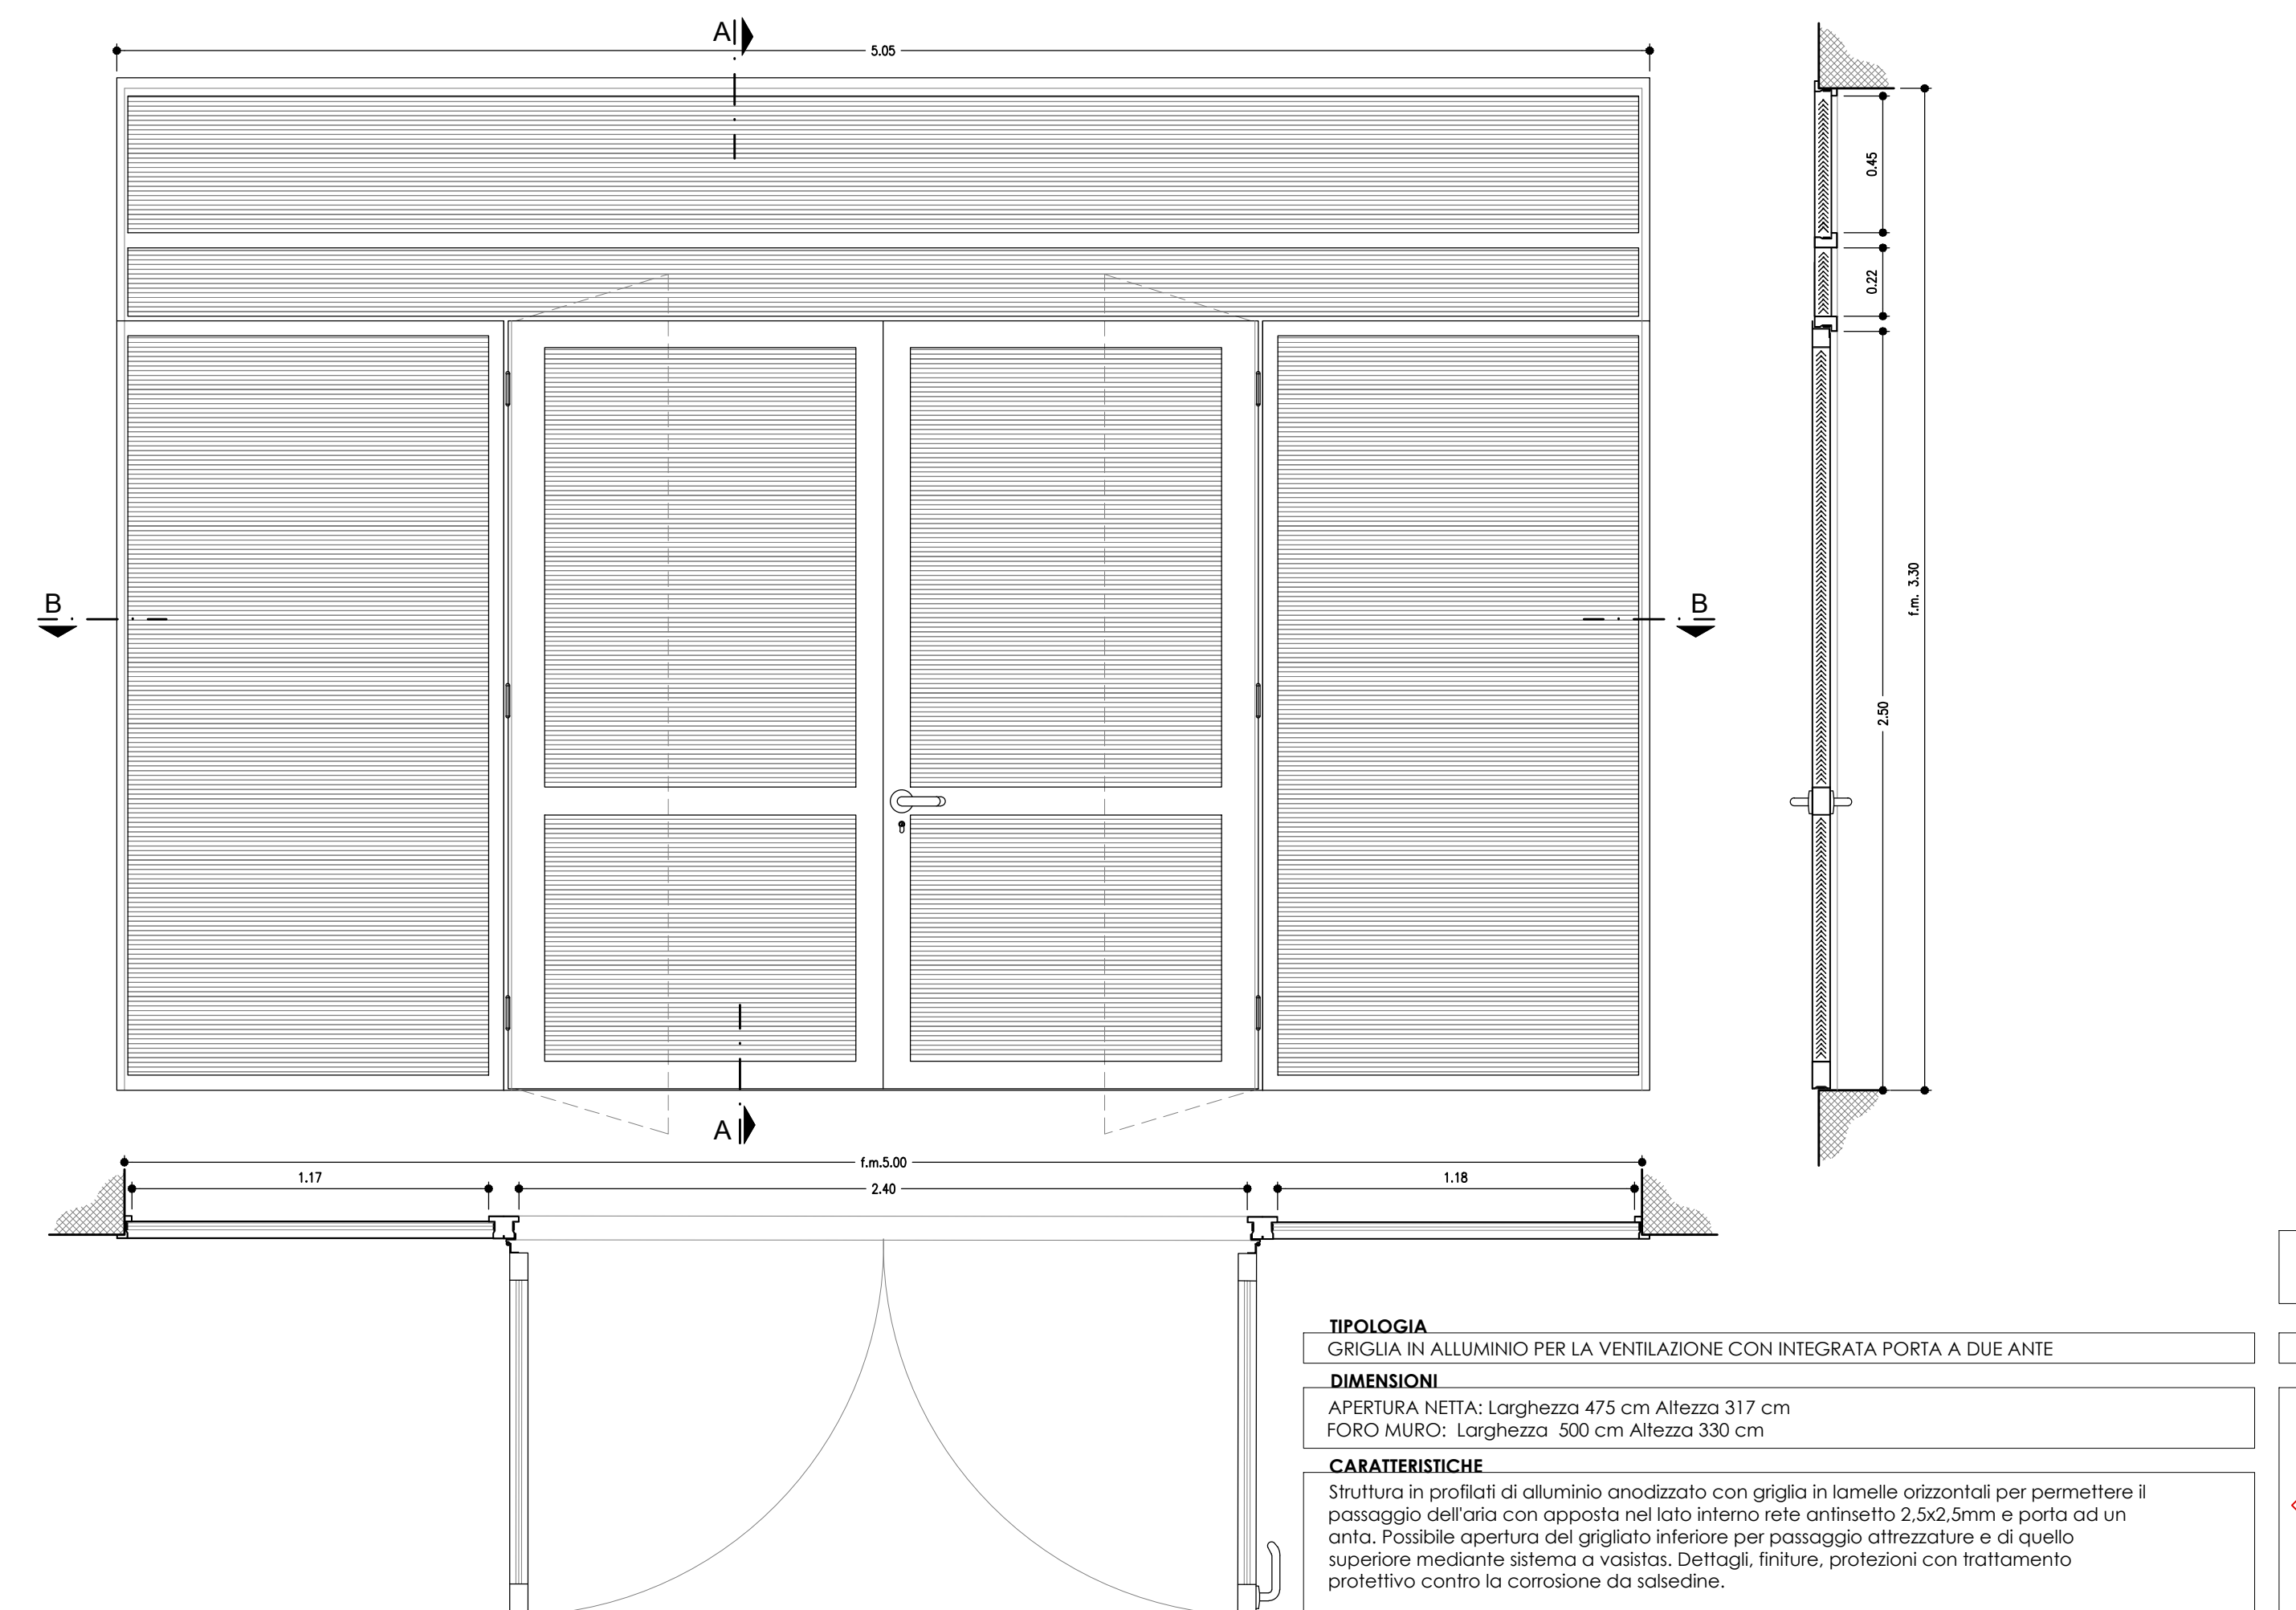 A
5.05
0.45
0.22
f.m. 3.30
B
B
2.50
A
f.m.5.00
1.17
2.40
1.18
TIPOLOGIA
GRIGLIA IN ALLUMINIO PER LA VENTILAZIONE CON INTEGRATA PORTA A DUE ANTE
DIMENSIONI
APERTURA NETTA: Larghezza 475 cm Altezza 317 cm
FORO MURO: Larghezza 500 cm Altezza 330 cm
CARATTERISTICHE
Struttura in profilati di alluminio anodizzato con griglia in lamelle orizzontali per permettere il
passaggio dell'aria con apposta nel lato interno rete antinsetto 2,5x2,5mm e porta ad un
anta. Possibile apertura del grigliato inferiore per passaggio attrezzature e di quello
superiore mediante sistema a vasistas. Dettagli, finiture, protezioni con trattamento
protettivo contro la corrosione da salsedine.